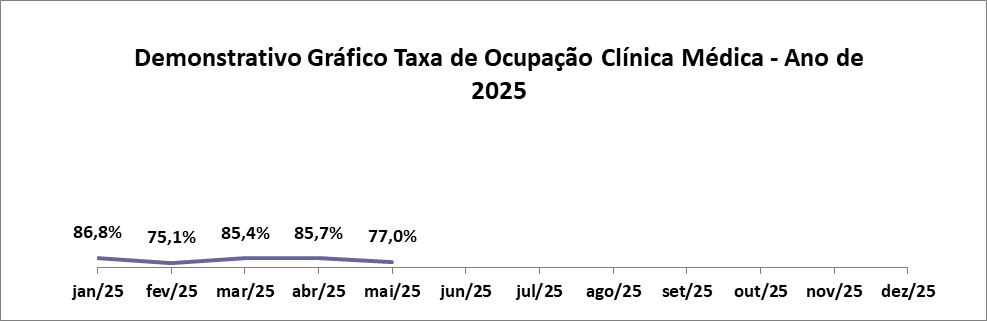 Demonstrativo Gráfico Taxa de Ocupação Clínica Médica - Ano de
2025
86,8% 75,1% 85,4% 85,7% 77,0%
jan/25 fev/25 mar/25 abr/25 mai/25 jun/25 jul/25 ago/25 set/25 out/25 nov/25 dez/25